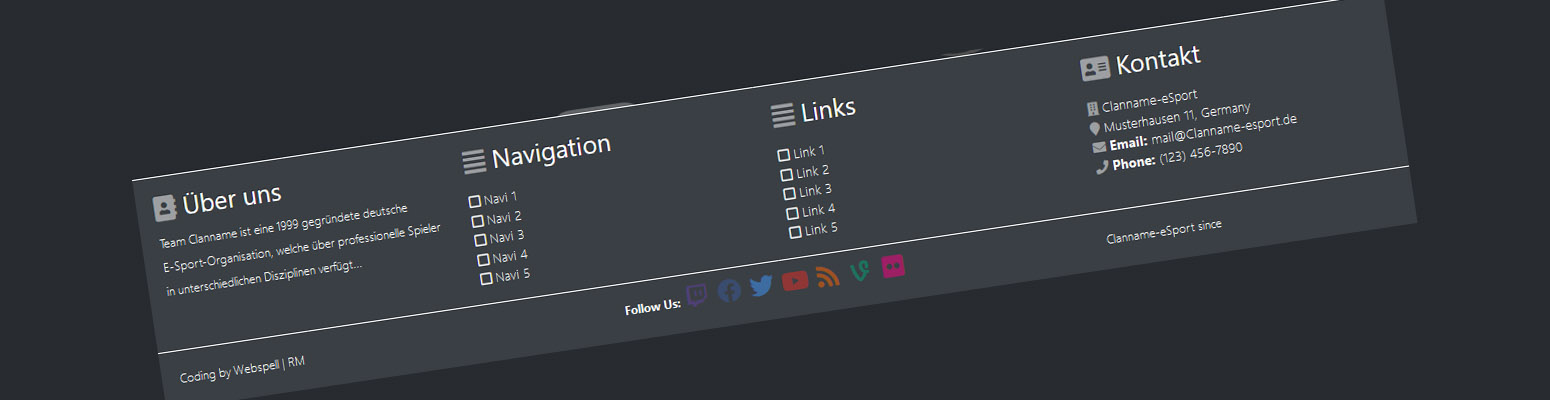 Über uns
Team Clanname ist eine 1999 gegründete deutsche
E-Sport-Organisation, welche über professionelle Spieler
in unterschiedlichen Disziplinen verfügt...
Navigation
Navi 1
Navi 2
Navi 3
Navi 4
Navi 5
Links
Link 1
Link 2
Link 3
Link 4
Link 5
Kontakt
Clanname-eSport
Musterhausen 11, Germany
Email: mail@Clanname-esport.de
Phone: (123) 456-7890
Coding by Webspell | RM
Follow Us:
Clanname-eSport since